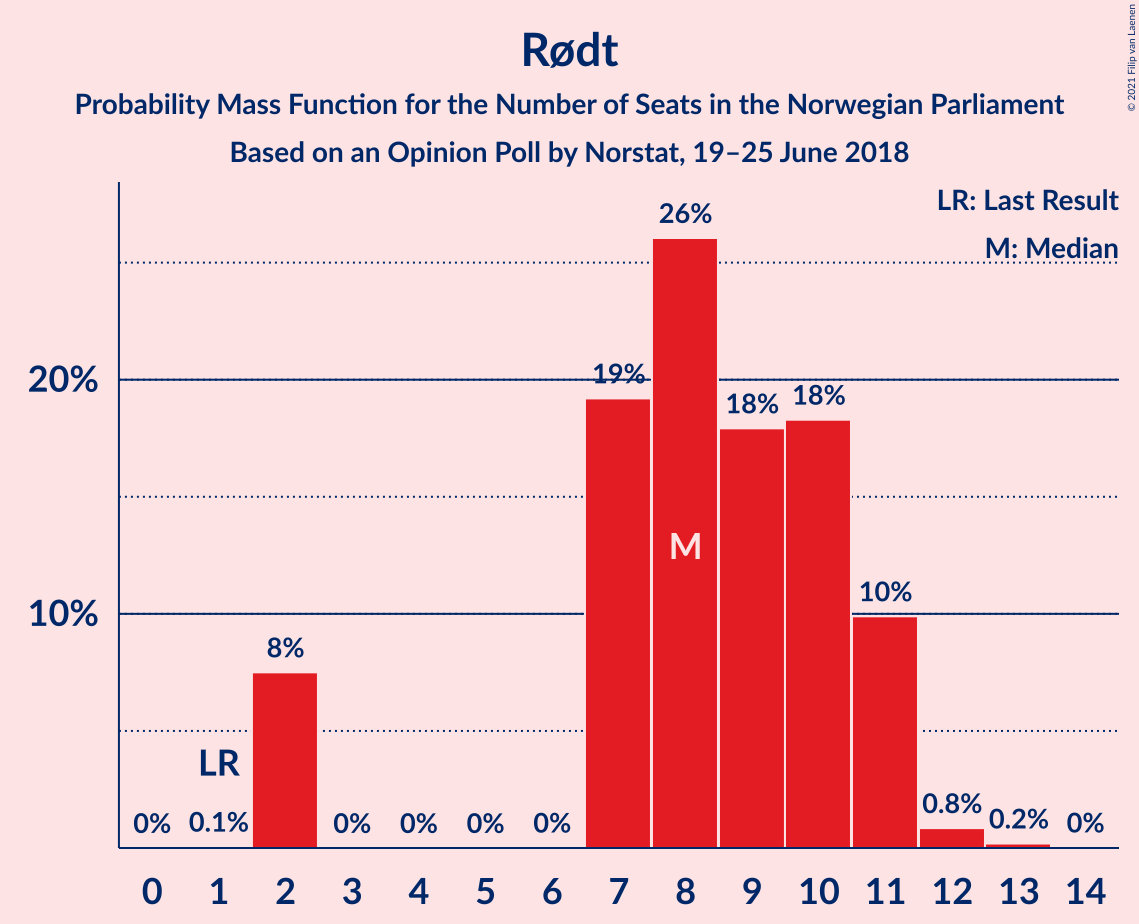 Rødt
Probability Mass Function for the Number of Seats in the Norwegian Parliament
Based on an Opinion Poll by Norstat, 19–25 June 2018
© 2021 Filip van Laenen
LR: Last Result
M: Median
20%
10%
0%
0.1%
LR
8%
0%
0%
0%
0%
19%
26%
M
18%
18%
10%
0.8%
0.2%
0%
0 1 2 3 4 5 6 7 8 9 10 11 12 13 14